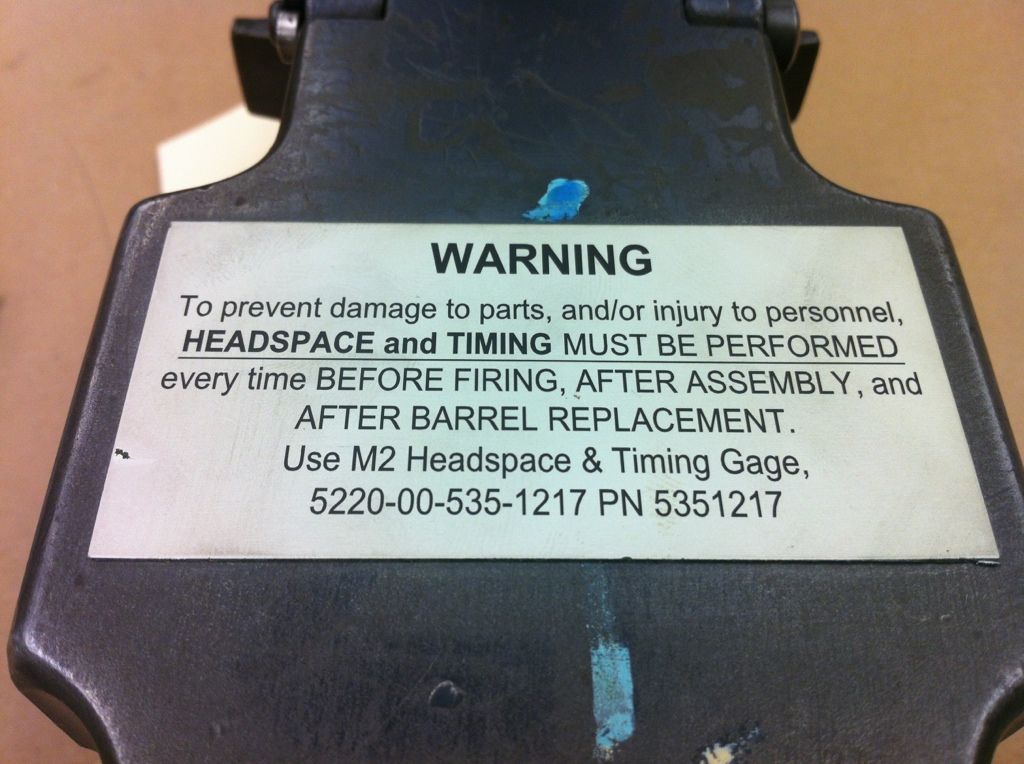 WARNING
To prevent damage to parts, and/or injury to personnel,
HEADSPACE and TIMING MUST BE PERFORMED
every time BEFORE FIRING, AFTER ASSEMBLY, and
AFTER BARREL REPLACEMENT.
Use M2 Headspace & Timing Gage,
5220-00-535-1217 PN 5351217